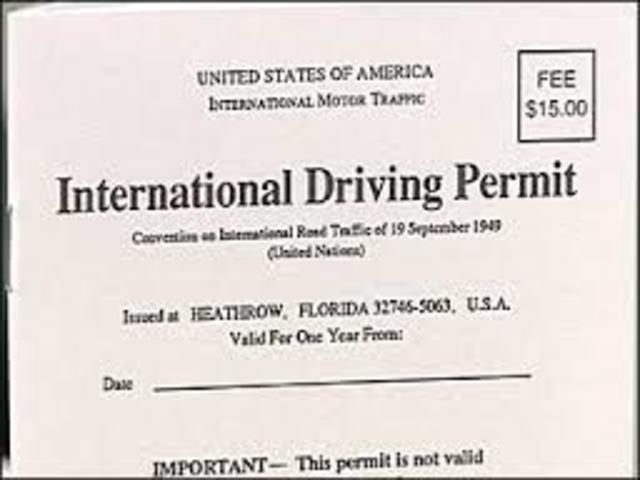 UNITED STATES OF AMERICA
INTERNATIONAL MOTOR TRAFFIC
FEE
$15.00
International Driving Permit
Convention on International Road Traffic of 19 September 1949
(United Nations)
Issued at HEATHROW, FLORIDA 32746-5063, U.S.A.
Valid For One Year From:
Date
IMPORTANT— This permit is not valid